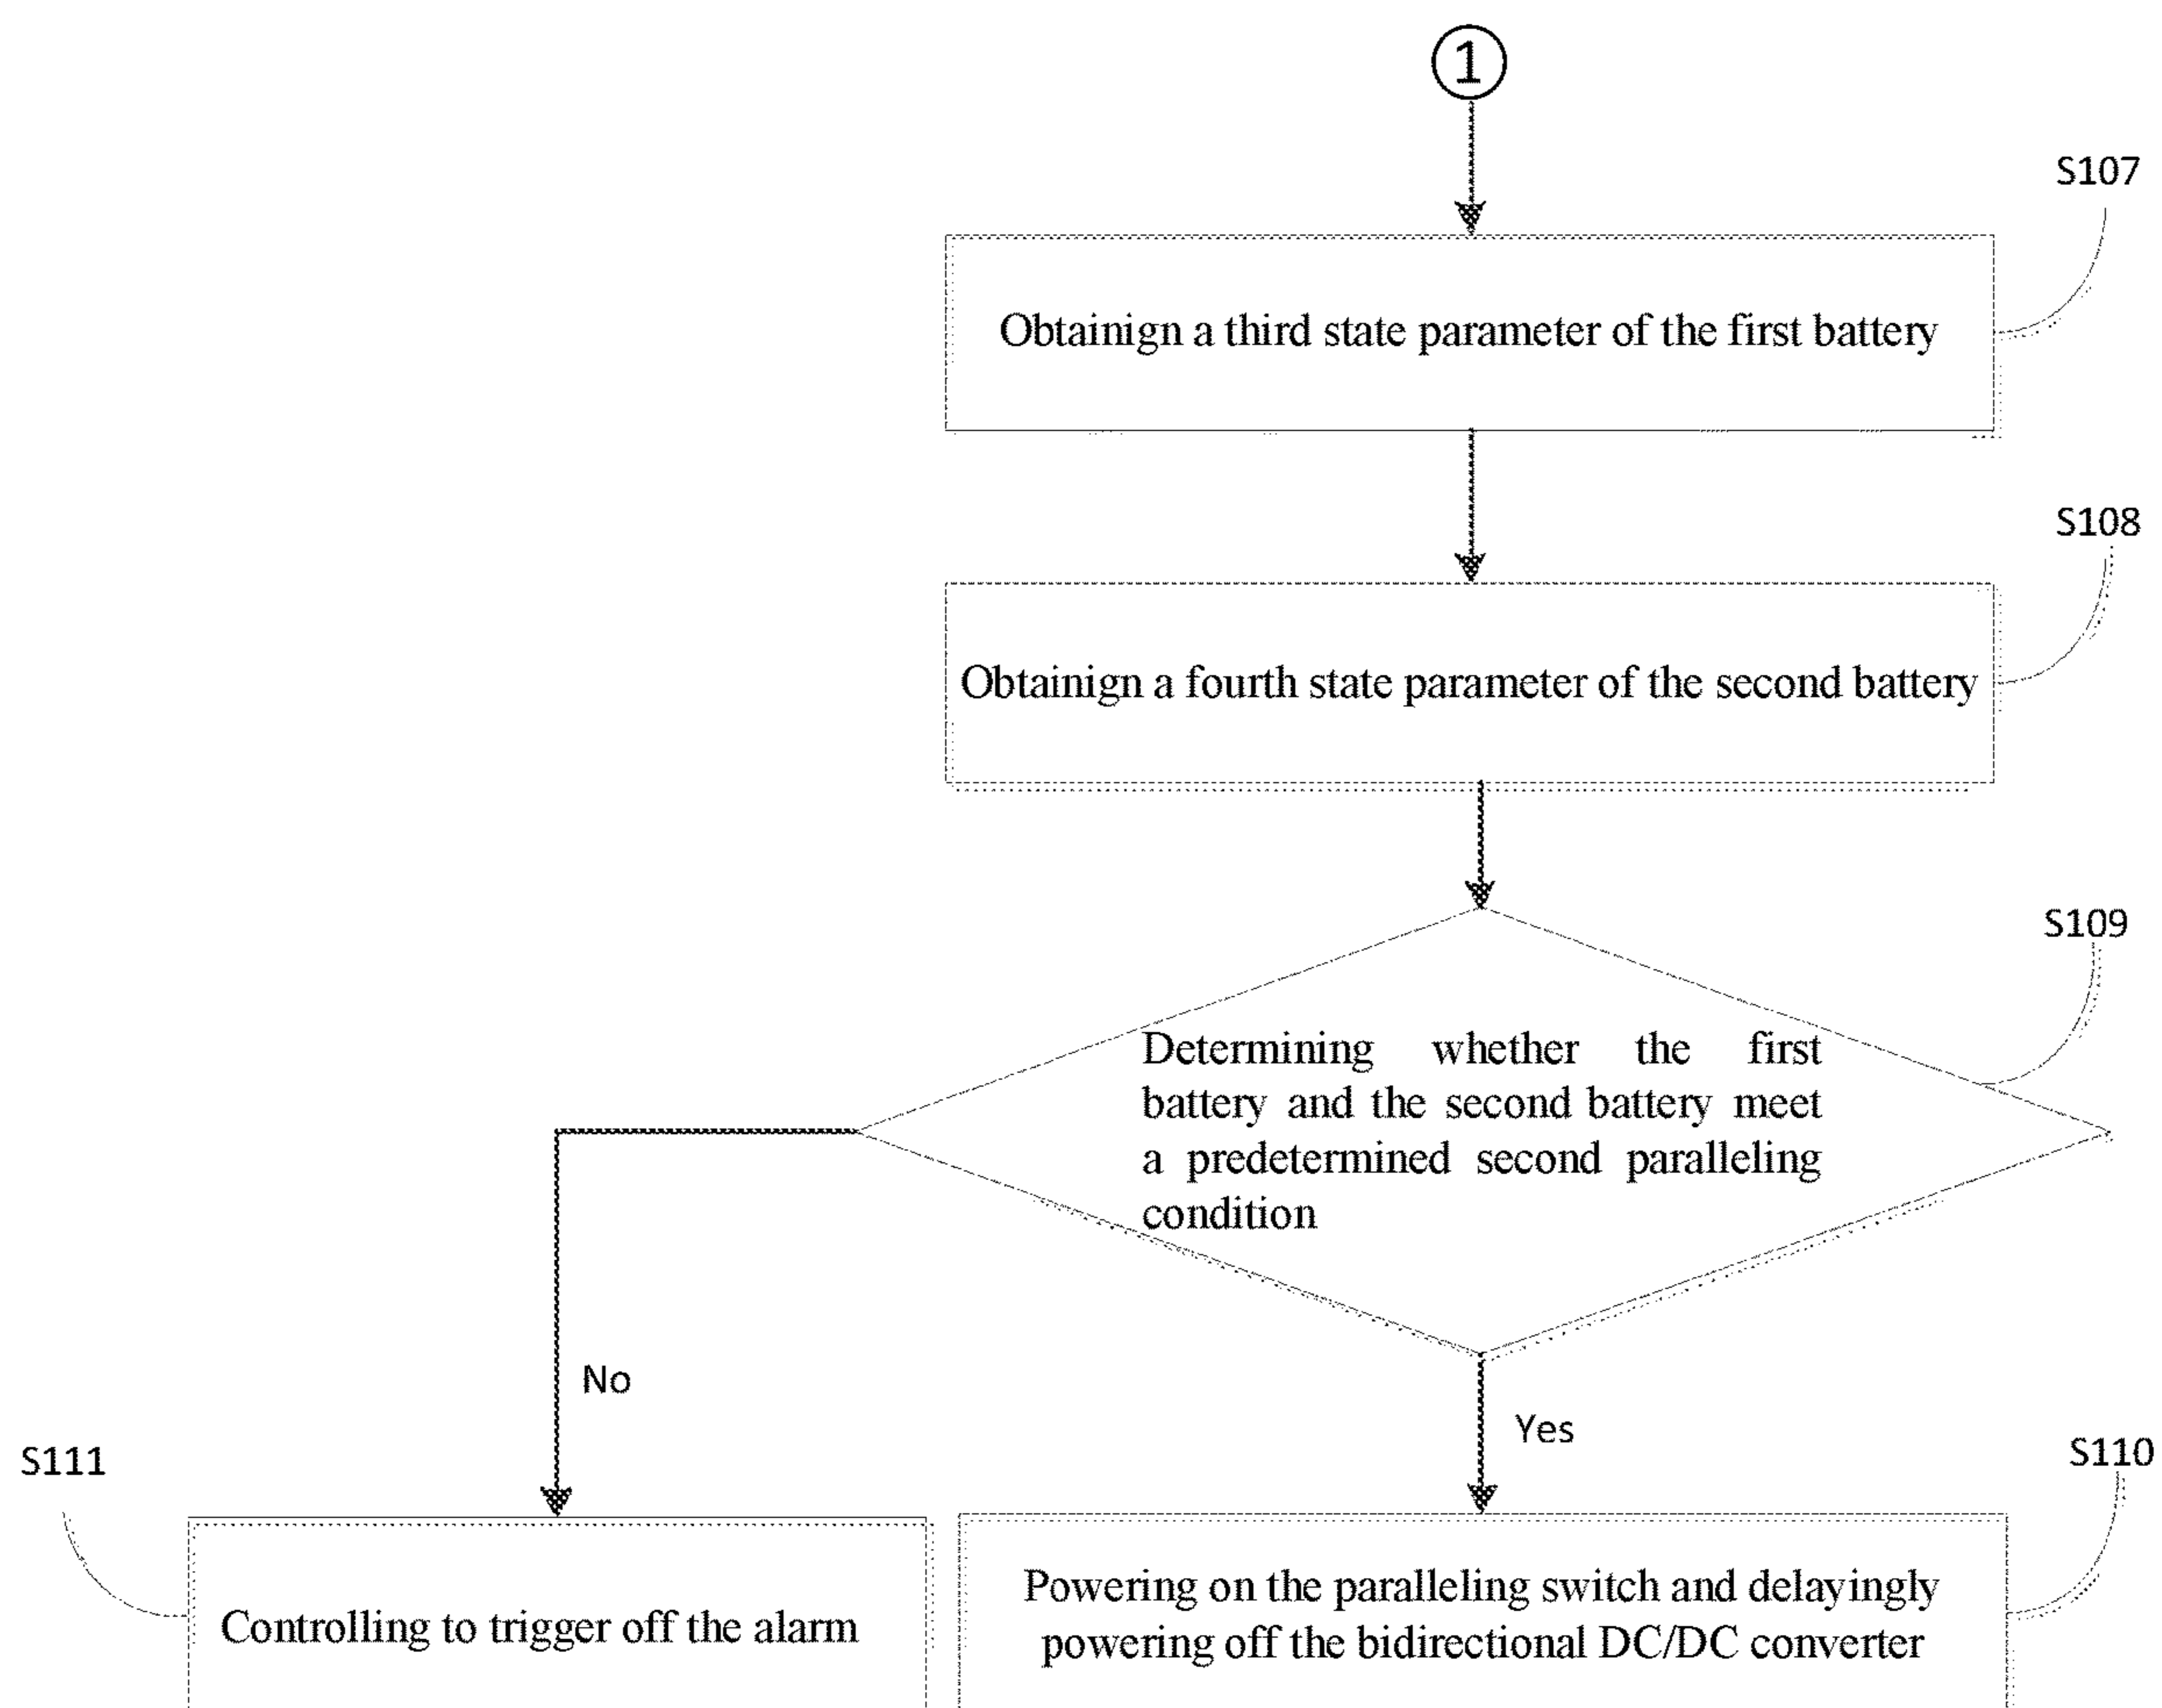 ①
S107
Obtainign a third state parameter of the first battery
S108
Obtainign a fourth state parameter of the second battery
S109
Determining whether the first
battery and the second battery meet
a predetermined second paralleling
condition
No
Yes
S111
S110
Controlling to trigger off the alarm
Powering on the paralleling switch and delayingly
powering off the bidirectional DC/DC converter